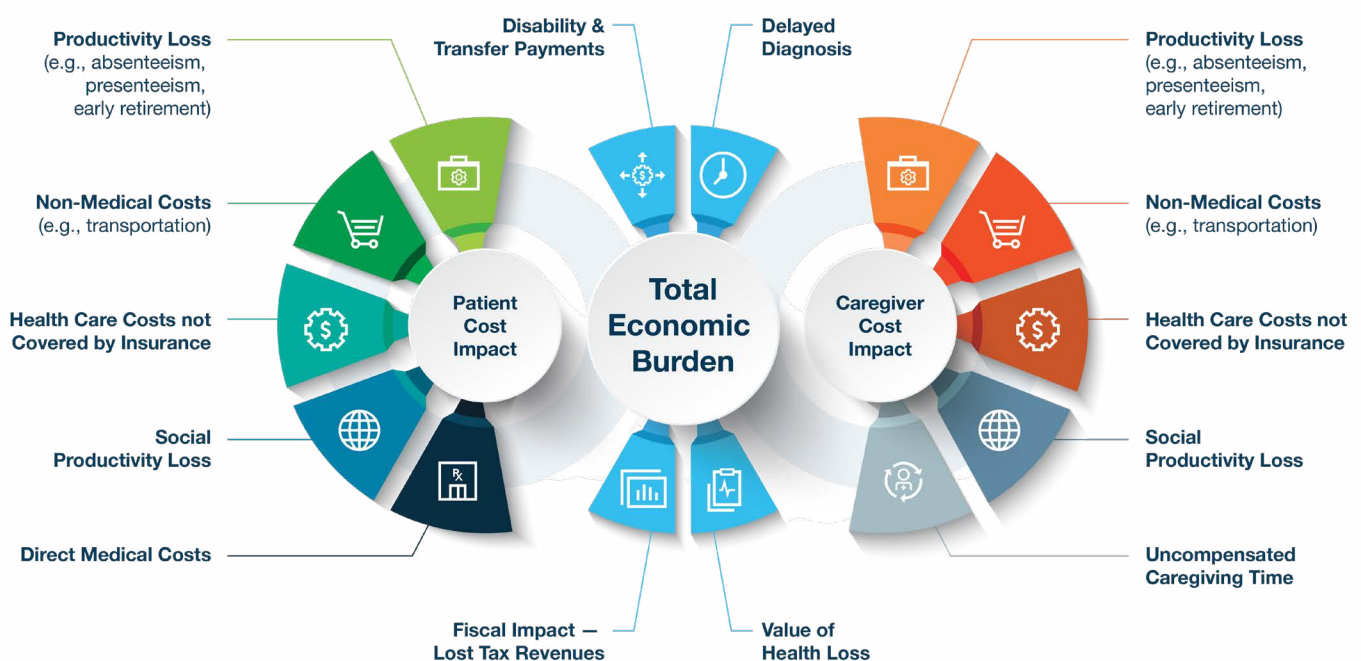 Productivity Loss
(e.g., absenteeism,
presenteeism,
early retirement)
Non-Medical Costs
(e.g., transportation)
Health Care Costs not
Covered by Insurance
Social
Productivity Loss
Direct Medical Costs
Patient
Cost
Impact
Disability &
Transfer Payments
Delayed
Diagnosis
$
Total
Economic
Burden
Fiscal Impact —
Lost Tax Revenues
Value of
Health Loss
Caregiver
Cost
Impact
Productivity Loss
(e.g., absenteeism,
presenteeism,
early retirement)
Non-Medical Costs
(e.g., transportation)
Health Care Costs not
Covered by Insurance
Social
Productivity Loss
Uncompensated
Caregiving Time
$
Rx
$